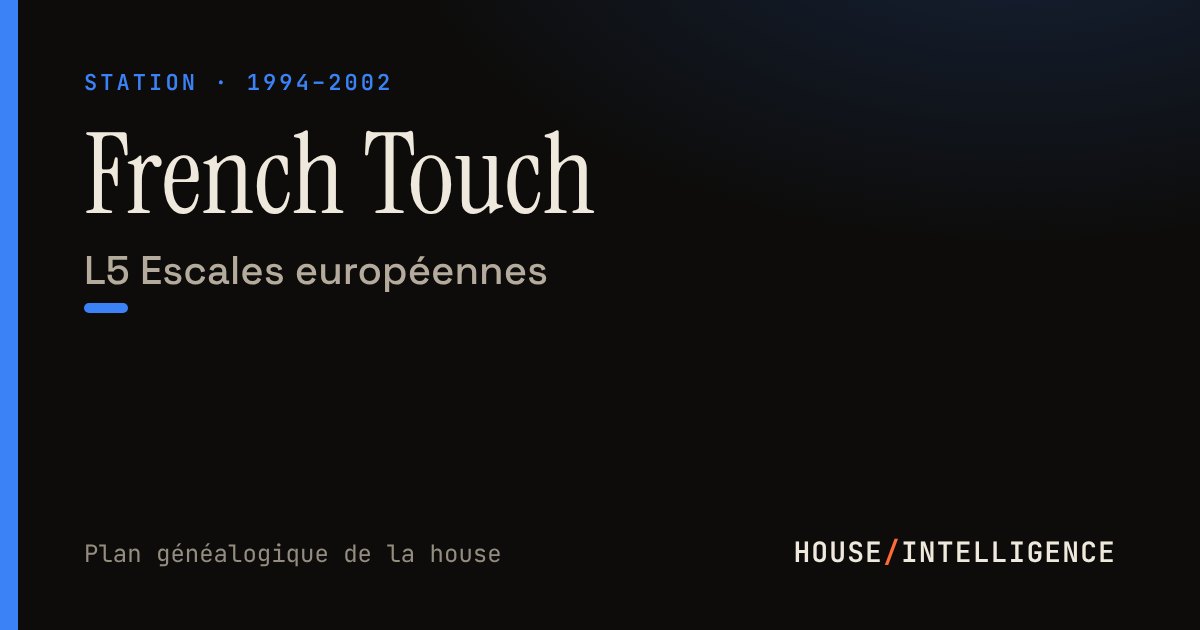 STATION · 1994–2002
French Touch
L5 Escales européennes
Plan généalogique de la house
HOUSE/INTELLIGENCE